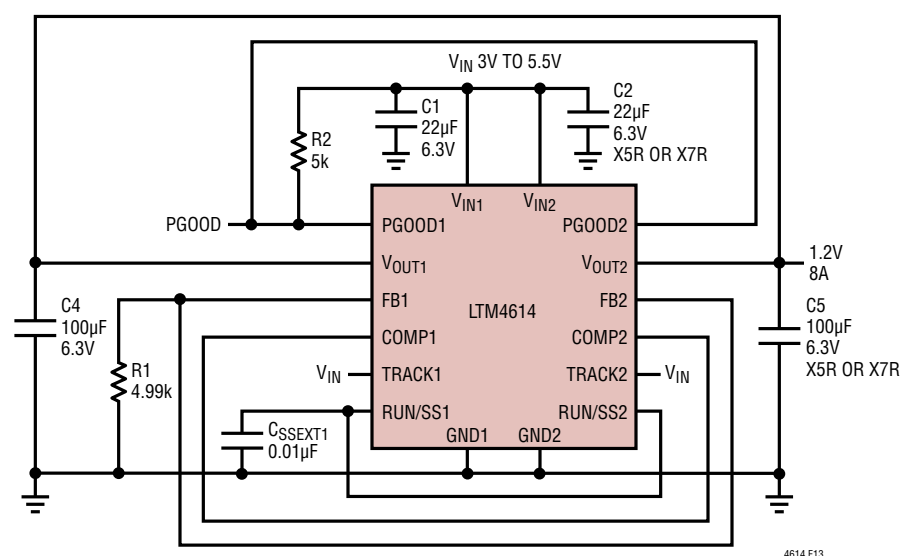 V_IN 3V TO 5.5V
C1
22µF
6.3V
C2
22µF
6.3V
X5R OR X7R
R2
5k
PGOOD
V_IN1
V_IN2
PGOOD1
PGOOD2
V_OUT1
V_OUT2
1.2V
8A
FB1
FB2
LTM4614
C4
100µF
6.3V
C5
100µF
6.3V
X5R OR X7R
COMP1
COMP2
R1
4.99k
V_IN
TRACK1
TRACK2
V_IN
RUN/SS1
RUN/SS2
C_SSEXT1
0.01µF
GND1
GND2
4614 F13